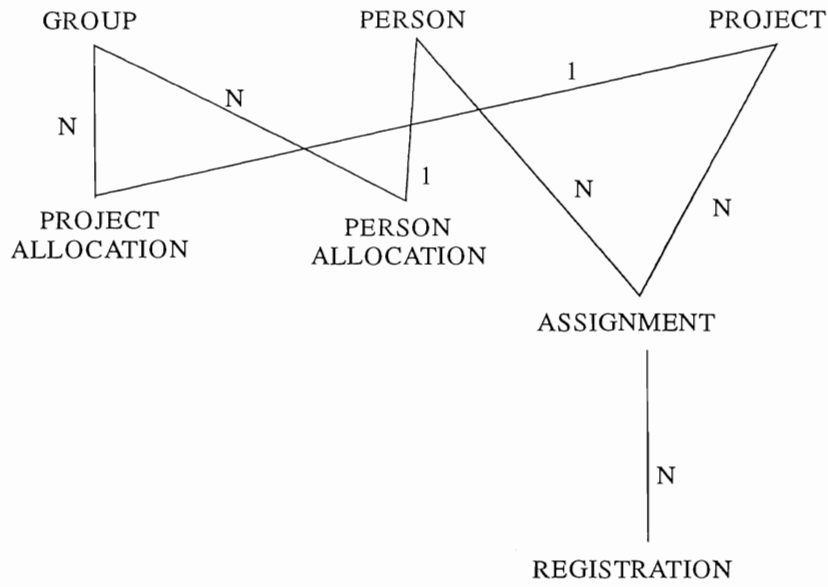 GROUP
PERSON
PROJECT
1
N
N
1
N
N
PROJECT
ALLOCATION
PERSON
ALLOCATION
ASSIGNMENT
N
REGISTRATION